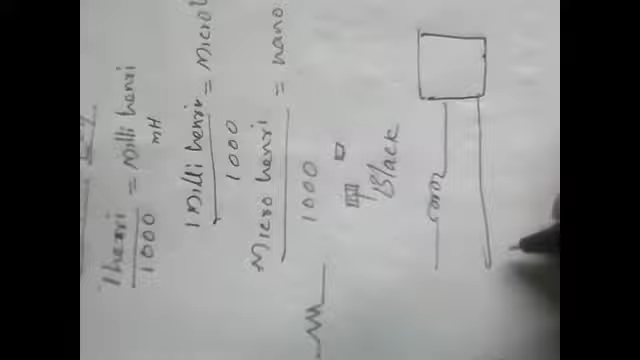 1 henri / 1000 = Milli henri
mH
1 Milli henri / 1000 = Micro
Micro henri / 1000 = nano
Black